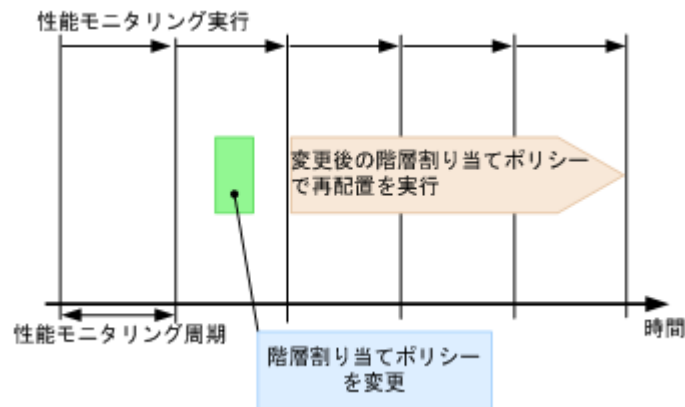 性能モニタリング実行
変更後の階層割り当てポリシー
で再配置を実行
時間
性能モニタリング周期
階層割り当てポリシー
を変更